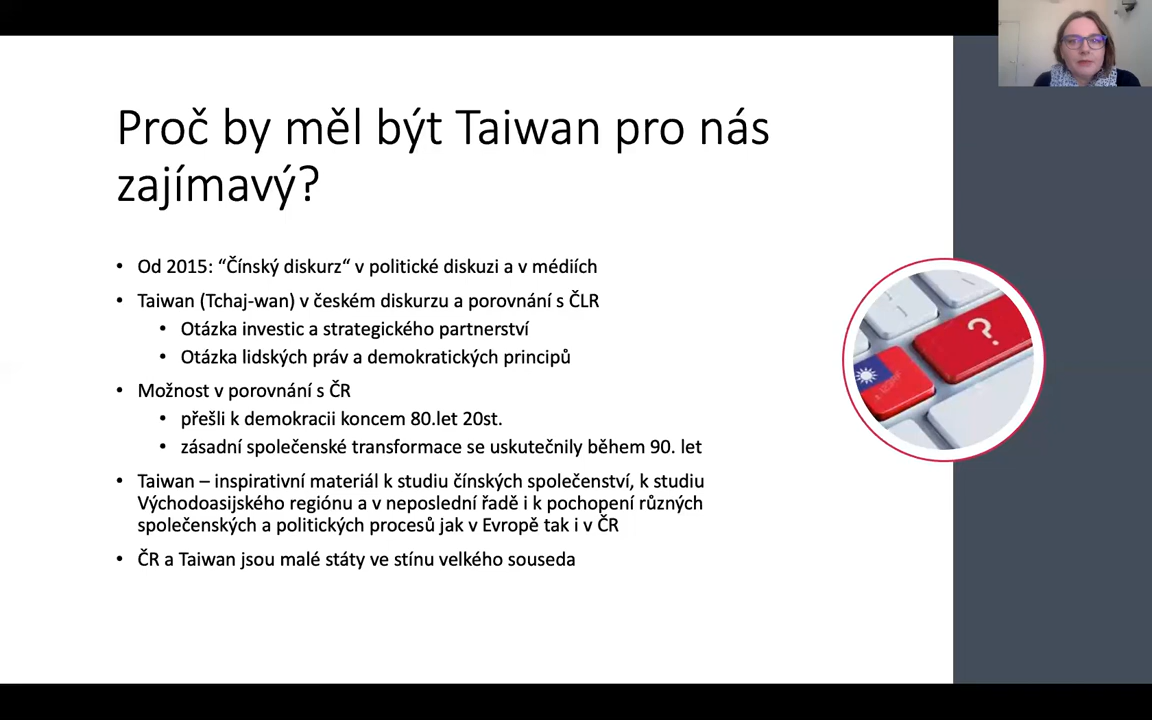 Proč by měl být Taiwan pro nás
zajímavý?
• Od 2015: “Čínský diskurz“ v politické diskuzi a v médiích
• Taiwan (Tchaj-wan) v českém diskurzu a porovnání s ČLR
• Otázka investic a strategického partnerství
• Otázka lidských práv a demokratických principů
• Možnost v porovnání s ČR
• přešli k demokracii koncem 80.let 20st.
• zásadní společenské transformace se uskutečnily během 90. let
• Taiwan – inspirativní materiál k studiu čínských společenství, k studiu
Východoasijského regiónu a v neposlední řadě i k pochopení různých
společenských a politických procesů jak v Evropě tak i v ČR
• ČR a Taiwan jsou malé státy ve stínu velkého souseda
?